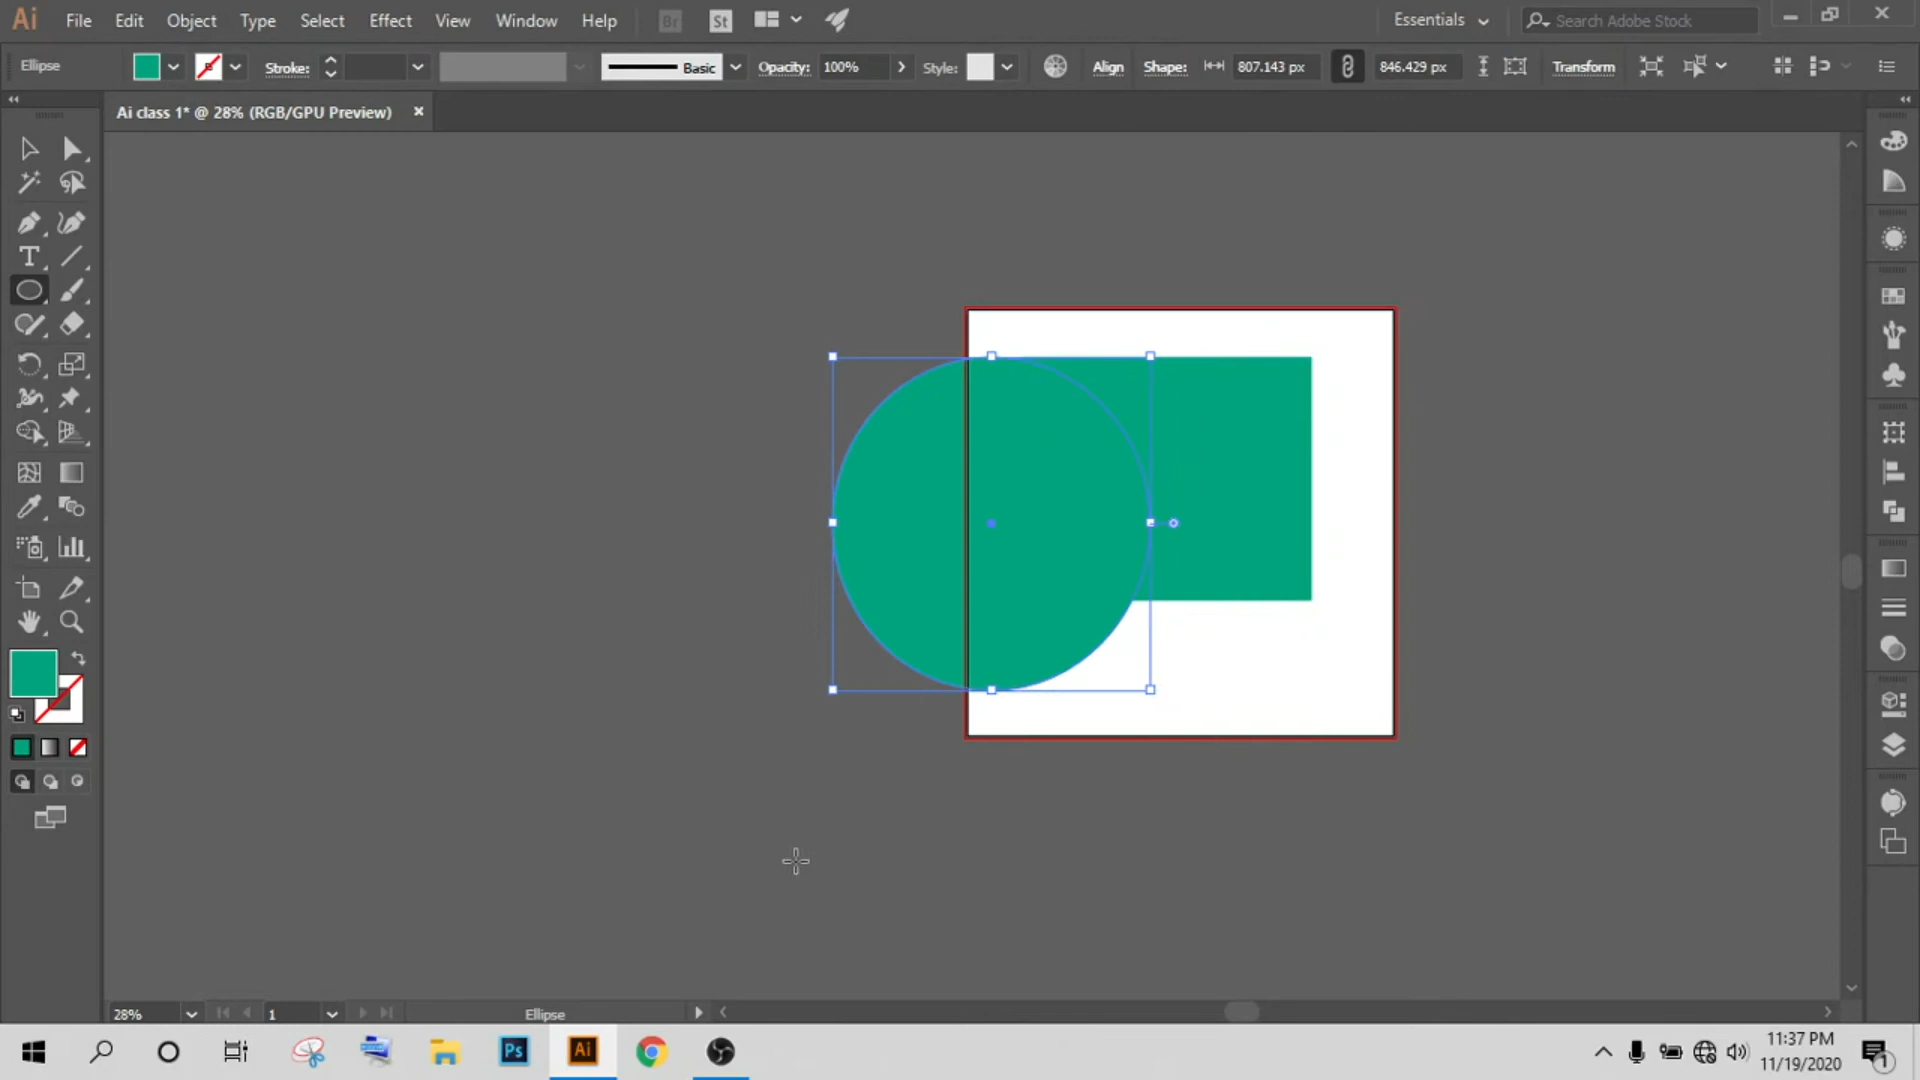 Ai File Edit Object Type Select Effect View Window Help Br St Essentials Search Adobe Stock
Ellipse Stroke: Basic Opacity: 100% Style: Align Shape: 807.143 px 846.429 px Transform
Ai class 1* @ 28% (RGB/GPU Preview)
T
28% 1 Ellipse
Ps Ai
11:37 PM
11/19/2020
1